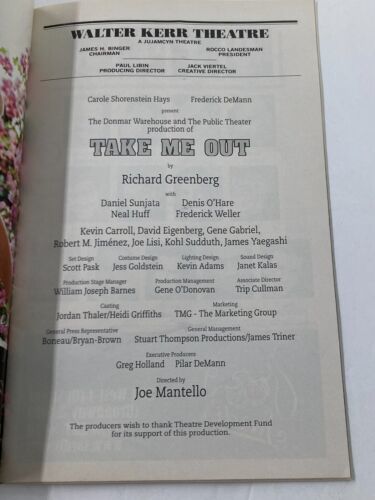 WALTER KERR THEATRE
A JUJAMCYN THEATRE
JAMES H. BINGER ROCCO LANDESMAN
CHAIRMAN PRESIDENT
PAUL LIBIN JACK VIERTEL
PRODUCING DIRECTOR CREATIVE DIRECTOR
Carole Shorenstein Hays Frederick DeMann
present
The Donmar Warehouse and The Public Theater
production of
TAKE ME OUT
by
Richard Greenberg
with
Daniel Sunjata Denis O'Hare
Neal Huff Frederick Weller
Kevin Carroll, David Eigenberg, Gene Gabriel,
Robert M. Jiménez, Joe Lisi, Kohl Sudduth, James Yaegashi
Set Design Costume Design Lighting Design Sound Design
Scott Pask Jess Goldstein Kevin Adams Janet Kalas
Production Stage Manager Production Management Associate Director
William Joseph Barnes Gene O'Donovan Trip Cullman
Casting Marketing
Jordan Thaler/Heidi Griffiths TMG - The Marketing Group
General Press Representative General Management
Boneau/Bryan-Brown Stuart Thompson Productions/James Triner
Executive Producers
Greg Holland Pilar DeMann
Directed by
Joe Mantello
The producers wish to thank Theatre Development Fund
for its support of this production.